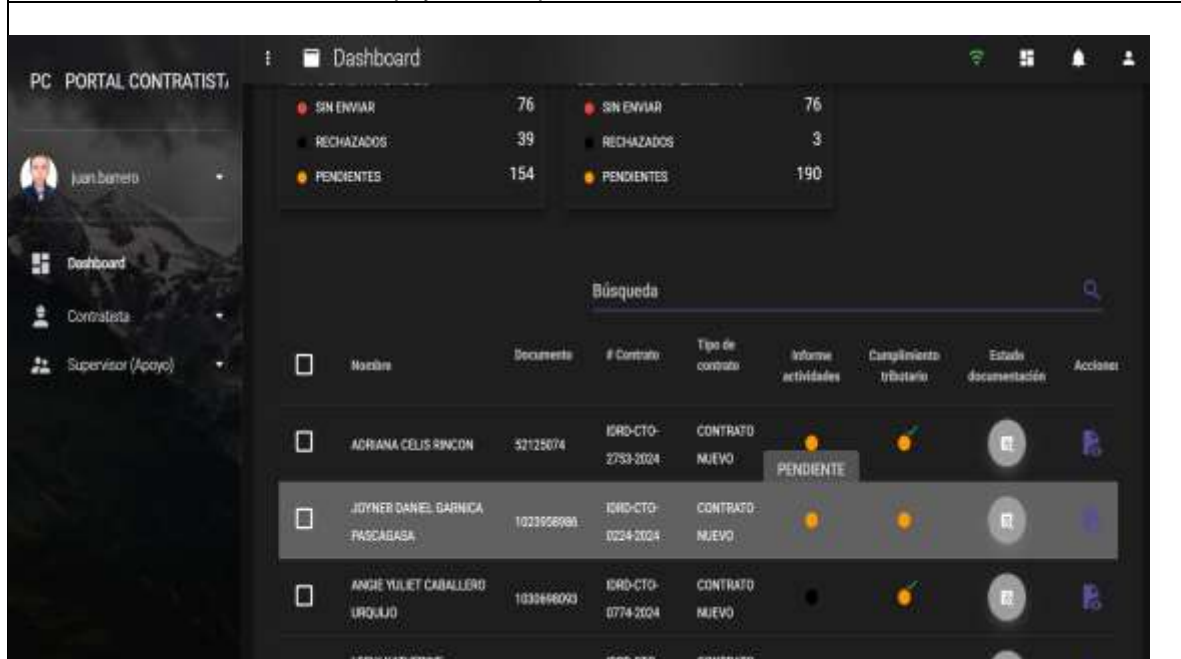 PC PORTAL CONTRATISTA
Dashboard
SIN ENVIAR 76
RECHAZADOS 39
PENDIENTES 154
SIN ENVIAR 76
RECHAZADOS 3
PENDIENTES 190
juan.barrero
Dashboard
Contratista
Supervisor (Apoyo)
Búsqueda
Nombre Documento # Contrato Tipo de contrato Informe actividades Cumplimiento tributario Estado documentación Acciones
ADRIANA CELIS RINCON 52125074 IDRD-CTO-
2753-2024 CONTRATO
NUEVO
PENDIENTE
JOYNER DANIEL GARNICA
PASCAGASA 1023958986 IDRD-CTO-
0224-2024 CONTRATO
NUEVO
ANGIE YULIET CABALLERO
URQUIJO 1030698093 IDRD-CTO-
0774-2024 CONTRATO
NUEVO